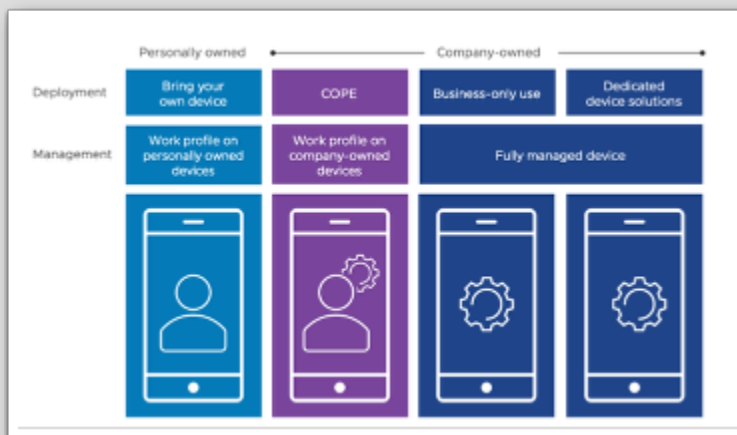 Personally owned
Company-owned
Deployment
Bring your
own device
COPE
Business-only use
Dedicated
device solutions
Management
Work profile on
personally owned
devices
Work profile on
company-owned
devices
Fully managed device